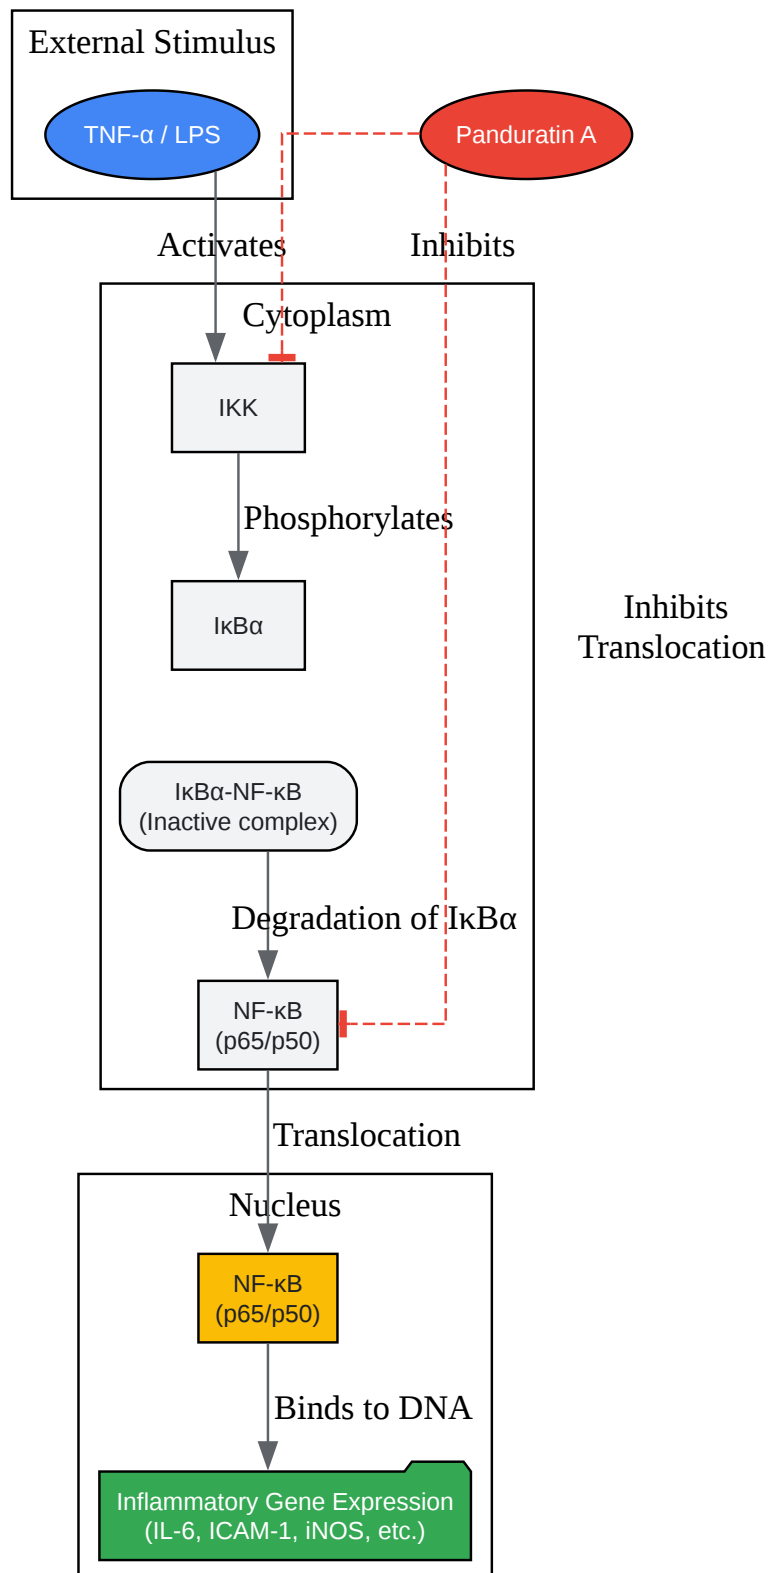 External Stimulus
TNF-α / LPS
Panduratin A
Activates
Inhibits
Cytoplasm
IKK
Phosphorylates
IκBα
Inhibits
Translocation
IκBα-NF-κB
(Inactive complex)
Degradation of IκBα
NF-κB
(p65/p50)
Translocation
Nucleus
NF-κB
(p65/p50)
Binds to DNA
Inflammatory Gene Expression
(IL-6, ICAM-1, iNOS, etc.)